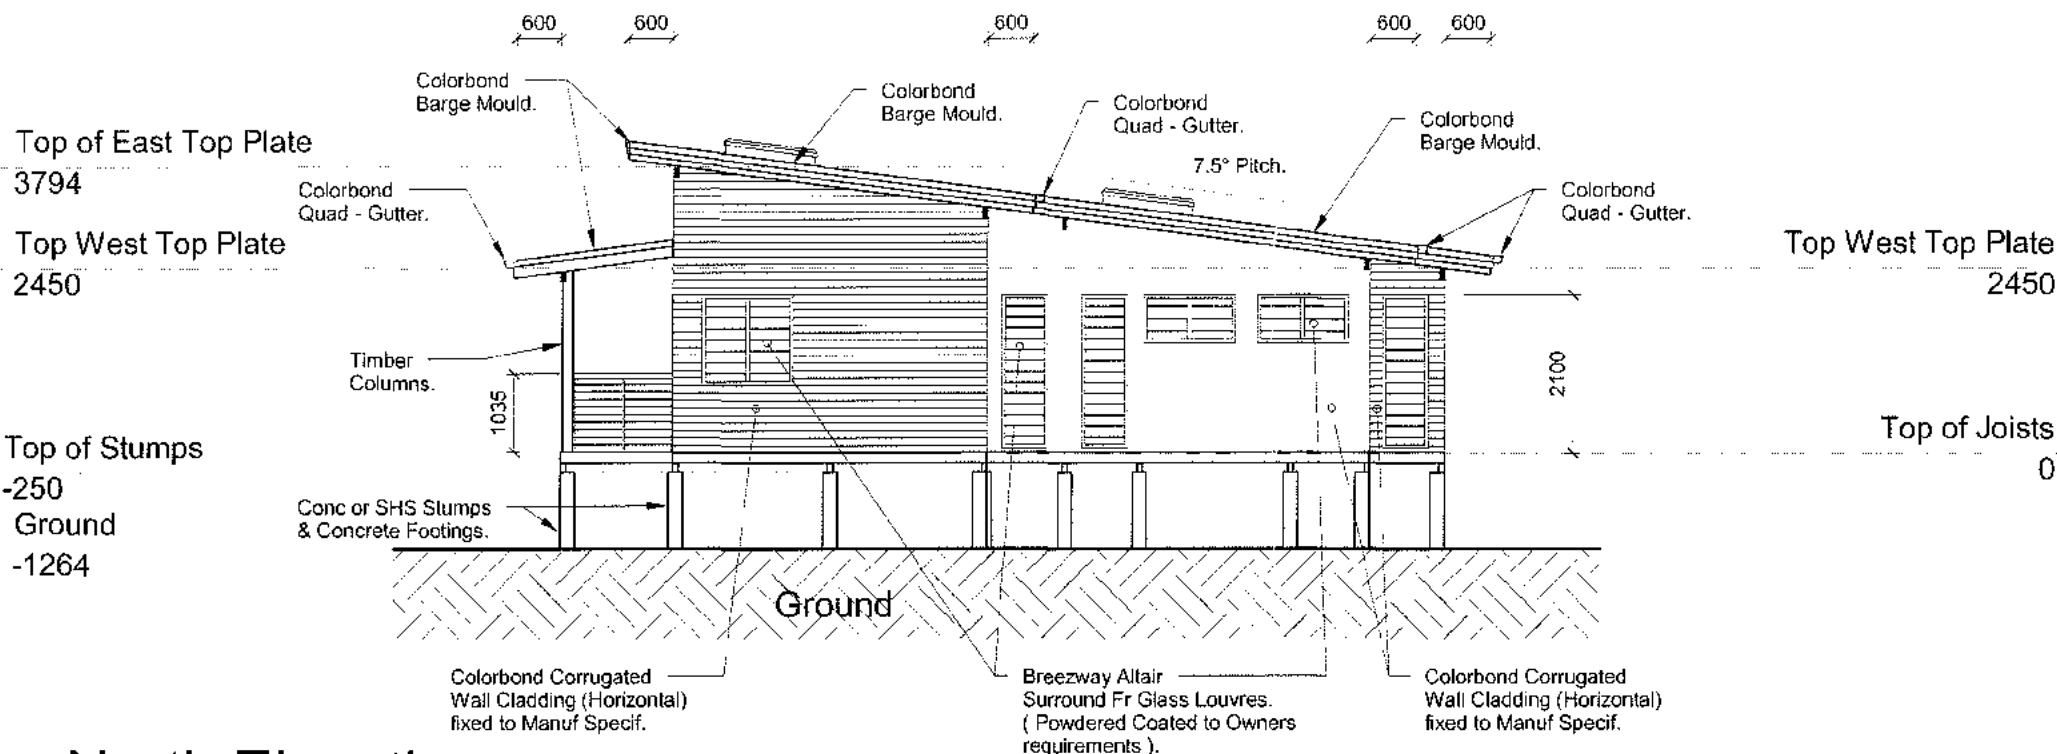 600
600
600
600
600
Colorbond
Barge Mould.
Colorbond
Barge Mould.
Colorbond
Quad - Gutter.
Colorbond
Barge Mould.
Top of East Top Plate
3794
7.5° Pitch.
Colorbond
Quad - Gutter.
Colorbond
Quad - Gutter.
Top West Top Plate
2450
Top West Top Plate
2450
Timber
Columns.
1035
2100
Top of Stumps
-250
Top of Joists
0
Ground
-1264
Conc or SHS Stumps
& Concrete Footings.
Ground
Colorbond Corrugated
Wall Cladding (Horizontal)
fixed to Manuf Specif.
Breezway Altair
Surround Fr Glass Louvres.
( Powdered Coated to Owners
requirements ).
Colorbond Corrugated
Wall Cladding (Horizontal)
fixed to Manuf Specif.